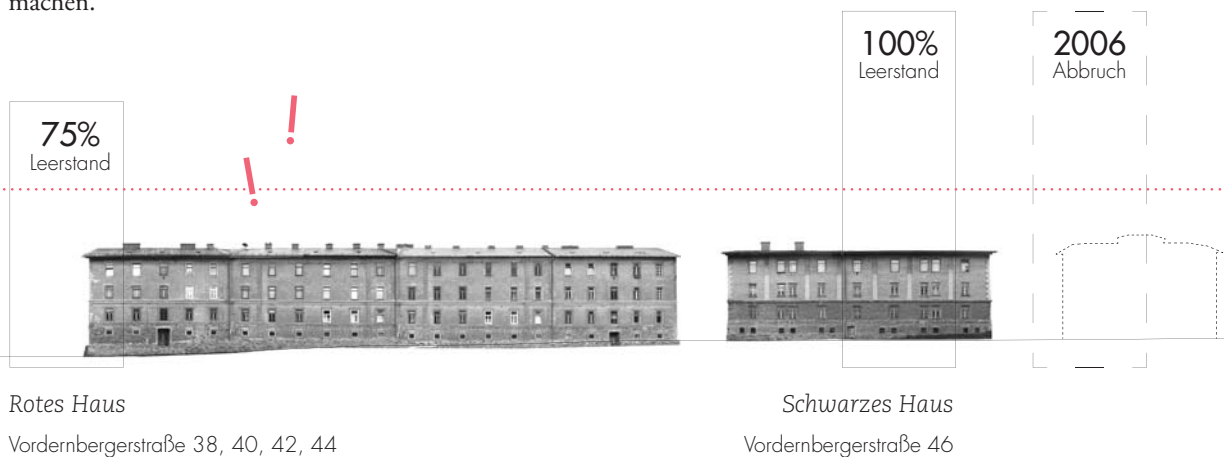 machen.
100%
Leerstand
2006
Abbruch
75%
Leerstand
!
!
Rotes Haus
Vordernbergerstraße 38, 40, 42, 44
Schwarzes Haus
Vordernbergerstraße 46